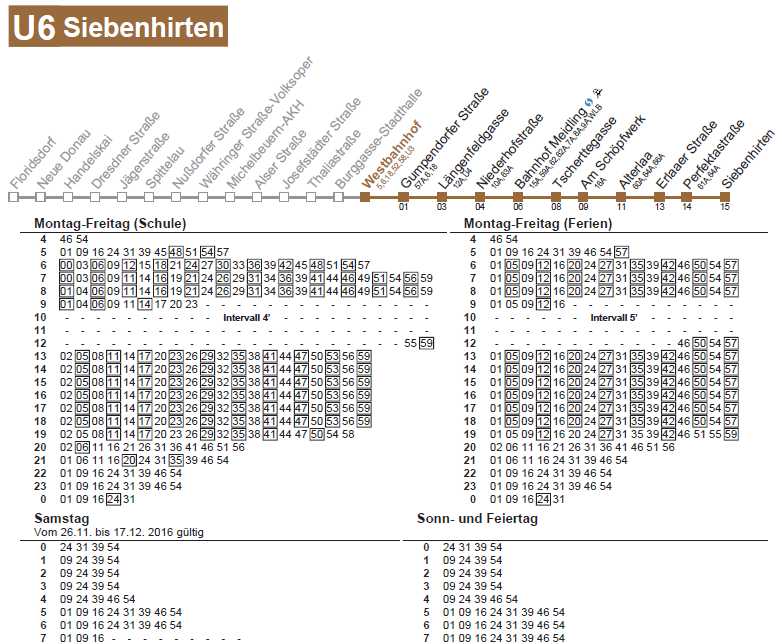 U6 Siebenhirten
Floridsdorf
Neue Donau
Handelskai
Dresdner Straße
Jägerstraße
Spittelau
Nußdorfer Straße
Währinger Straße-Volksoper
Michelbeuern-AKH
Alser Straße
Josefstädter Straße
Thaliastraße
Burggasse-Stadthalle
Westbahnhof
5,6,18,52,58,U3
Gumpendorfer Straße
57A,6,18
Längenfeldgasse
12A,U4
Niederhofstraße
10A,63A
Bahnhof Meidling
Tscherttegasse
Am Schöpfwerk
16A
Alterlaa
60A,64A,66A
Erlaaer Straße
Perfektastraße
61A,64A
Siebenhirten
01 03 04 06 08 09 11 13 14 15
Montag-Freitag (Schule)
4 46 54
5 01 09 16 24 31 39 45 48 51 54 57
6 00 03 06 09 12 15 18 21 24 27 30 33 36 39 42 45 48 51 54 57
7 00 03 06 09 11 14 16 19 21 24 26 29 31 34 36 39 41 44 46 49 51 54 56 59
8 01 04 06 09 11 14 16 19 21 24 26 29 31 34 36 39 41 44 46 49 51 54 56 59
9 01 04 06 09 11 14 17 20 23 - - - - - - - - - - - - - - -
10 - - - - - - - - - - Intervall 4' - - - - - - - - - -
11 - - - - - - - - - - - - - - - - - - - - - - - -
12 - - - - - - - - - - - - - - - - - - - - - - 55 59
13 02 05 08 11 14 17 20 23 26 29 32 35 38 41 44 47 50 53 56 59
14 02 05 08 11 14 17 20 23 26 29 32 35 38 41 44 47 50 53 56 59
15 02 05 08 11 14 17 20 23 26 29 32 35 38 41 44 47 50 53 56 59
16 02 05 08 11 14 17 20 23 26 29 32 35 38 41 44 47 50 53 56 59
17 02 05 08 11 14 17 20 23 26 29 32 35 38 41 44 47 50 53 56 59
18 02 05 08 11 14 17 20 23 26 29 32 35 38 41 44 47 50 53 56 59
19 02 05 08 11 14 17 20 23 26 29 32 35 38 41 44 47 50 54 58
20 02 06 11 16 21 26 31 36 41 46 51 56
21 01 06 11 16 20 24 31 35 39 46 54
22 01 09 16 24 31 39 46 54
23 01 09 16 24 31 39 46 54
0 01 09 16 24 31
Montag-Freitag (Ferien)
4 46 54
5 01 09 16 24 31 39 46 54 57
6 01 05 09 12 16 20 24 27 31 35 39 42 46 50 54 57
7 01 05 09 12 16 20 24 27 31 35 39 42 46 50 54 57
8 01 05 09 12 16 20 24 27 31 35 39 42 46 50 54 57
9 01 05 09 12 16 - - - - - - - - - - -
10 - - - - - - Intervall 5' - - - - - -
11 - - - - - - - - - - - - - - - -
12 - - - - - - - - - - - - 46 50 54 57
13 01 05 09 12 16 20 24 27 31 35 39 42 46 50 54 57
14 01 05 09 12 16 20 24 27 31 35 39 42 46 50 54 57
15 01 05 09 12 16 20 24 27 31 35 39 42 46 50 54 57
16 01 05 09 12 16 20 24 27 31 35 39 42 46 50 54 57
17 01 05 09 12 16 20 24 27 31 35 39 42 46 50 54 57
18 01 05 09 12 16 20 24 27 31 35 39 42 46 50 54 57
19 01 05 09 12 16 20 24 27 31 35 39 42 46 51 55 59
20 02 06 11 16 21 26 31 36 41 46 51 56
21 01 06 11 16 24 31 39 46 54
22 01 09 16 24 31 39 46 54
23 01 09 16 24 31 39 46 54
0 01 09 16 24 31
Samstag
Vom 26.11. bis 17.12. 2016 gültig
0 24 31 39 54
1 09 24 39 54
2 09 24 39 54
3 09 24 39 54
4 09 24 39 46 54
5 01 09 16 24 31 39 46 54
6 01 09 16 24 31 39 46 54
7 01 09 16 - - - - - - - - -
Sonn- und Feiertag
0 24 31 39 54
1 09 24 39 54
2 09 24 39 54
3 09 24 39 54
4 09 24 39 46 54
5 01 09 16 24 31 39 46 54
6 01 09 16 24 31 39 46 54
7 01 09 16 24 31 39 46 54